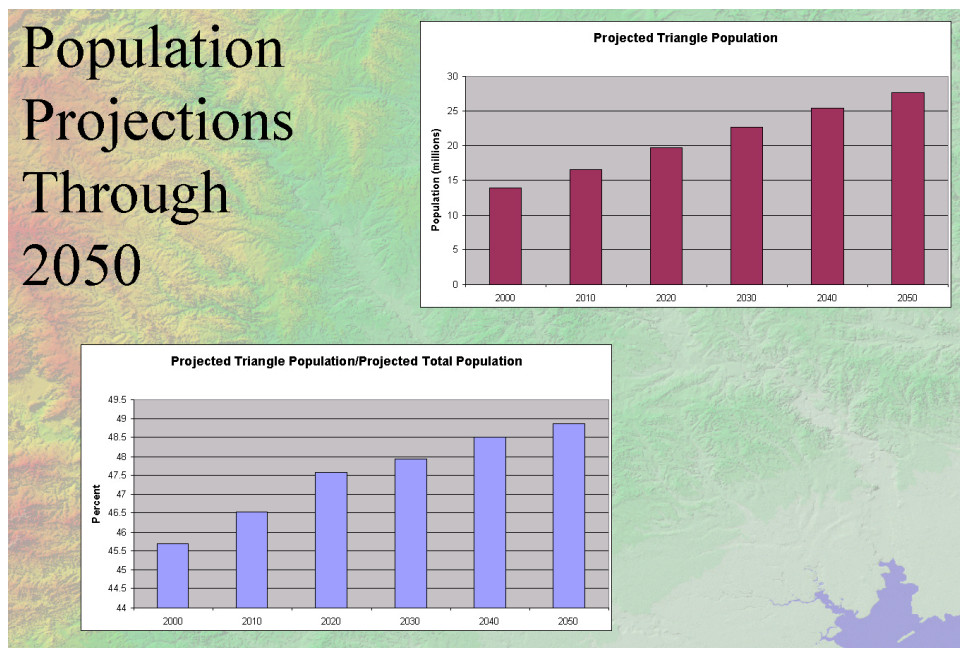 Population
Projections
Through
2050
Projected Triangle Population
Population (millions)
30
25
20
15
10
5
0
2000 2010 2020 2030 2040 2050
Projected Triangle Population/Projected Total Population
Percent
49.5
49
48.5
48
47.5
47
46.5
46
45.5
45
44.5
44
2000 2010 2020 2030 2040 2050